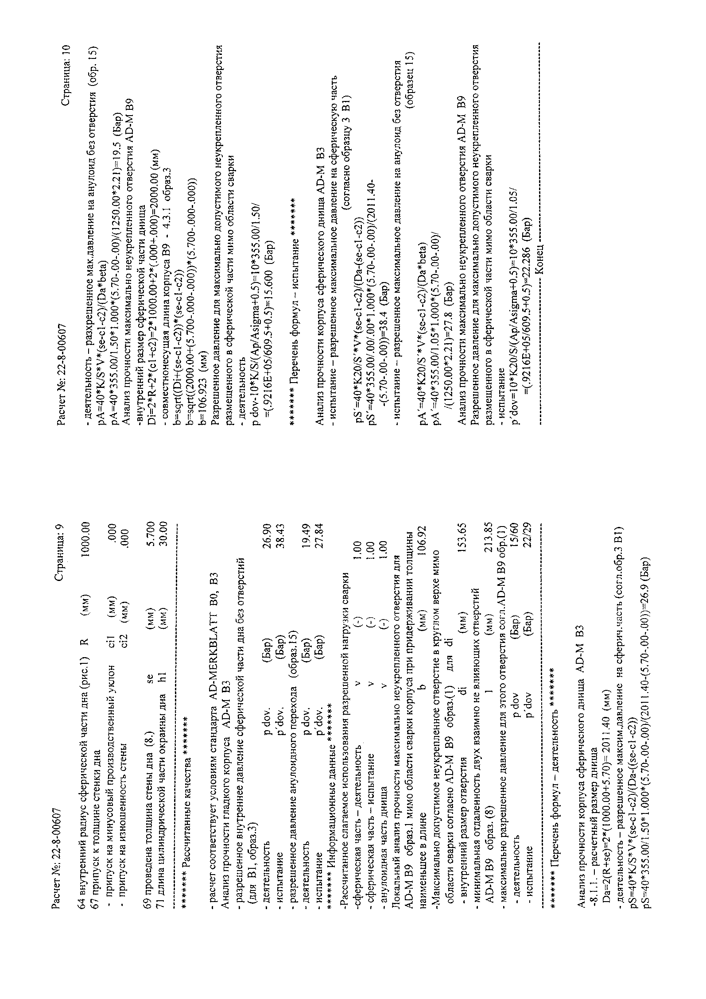 Расчет №: 22-8-00607 Страница: 9
64 внутренний радиус сферической части дна (рис.1) R (мм) 1000.00
67 припуск к толщине стенки дна
- припуск на минусовый производственный уклон ci1 (мм) .000
- припуск на изношенность стены ci2 (мм) .000
69 проведена толщина стены дна (8.) se (мм) 5.700
71 длина цилиндрической части окраины дна h1 (мм) 30.00
--------------------------------------------------------------------------------
******* Рассчитанные качества *******
- расчет соответствует условиям стандарта AD-MERKBLATT B0, B3
Анализ прочности гладкого корпуса AD-M B3
- разрешенное внутреннее давление сферической части дна без отверстий
(для B1, образ.3)
- деятельность p dov. (Бар) 26.90
- испытание p´dov. (Бар) 38.43
- разрешенное давление анулоидного перехода (образ.15)
- деятельность p dov. (Бар) 19.49
- испытание p´dov. (Бар) 27.84
******* Информационные данные ******
-Рассчитанное слагаемое использования разрешенной нагрузки сварки
-сферическая часть – деятельность v (-) 1.00
- сферическая часть – испытание v (-) 1.00
- анулоидная часть днища v (-) 1.00
Локальный анализ прочности максимально неукрепленного отверстия для
AD-M B9 образ.1 мимо области сварки корпуса при придерживании толщины
наименьшее в длине b (мм) 106.92
-Максимально допустимое неукрепленное отверстие в круглом верхе мимо
области сварки согласно AD-M B9 образ.(1) для di
- внутренний размер отверстия di (мм) 153.65
- минимальная отдаленность двух взаимно не влияющих отверстий
AD-M B9 образ. (8) l (мм) 213.85
- максимально разрешенное давление для этого отверстия согл.AD-M B9 обр.(1)
- деятельность p dov (Бар) 15/60
- испытание p´dov (Бар) 22/29
--------------------------------------------------------------------------------
******* Перечень формул – деятельность *******
Анализ прочности корпуса сферического днища AD-M B3
-8.1.1. – расчетный размер днища
Da=2(R+se)=2*(1000.00+5.70)= 2011.40 (мм)
- деятельность – разрешенное максим.давление на сферич.часть (согл.обр.3 B1)
pS=40*K/S*V*(se-c1-c2)/(Da-((se-c1-c2))
pS=40*355.00/1.50*1.000*(5.70-.00-.00)/(2011.40-(5.70-.00-.00))=26.9 (Бар)
Расчет №: 22-8-00607 Страница: 10
- деятельность – разхрешенное мак.давление на анулоид без отверстия (обр. 15)
pA=40*K/S*V*(se-c1-c2)/(Da*beta)
pA=40*355.00/1.50*1.000*(5.70-.00-.00)/(1250.00*2.21)=19.5 (Бар)
Анализ прочности максимально неукрепленного отверстия AD-M B9
-внутренний размер сферической части днища
Di=2*R+2*(c1+c2)=2*1000.00+2*(.000+.000)=2000.00 (мм)
- совместнонесущая длина корпуса B9 - 4.3.1 образ.3
b=sqrt((Di+(se-c1-c2))*(se-c1-c2))
b=sqrt((2000.00+(5.700-.000-.000))*(5.700-.000-.000))
b=106.923 (мм)
Разрешенное давление для максимально допустимого неукрепленного отверстия
размещенного в сферической части мимо области сварки
- деятельность
p dov-10*K/S/(Ap/Asigma+0.5)=10*355.00/1.50/
=(.9216E+05/609.5+0.5)=15.600 (Бар)
******* Перечень формул – испытание *******
Анализ прочности корпуса сферического днища AD-M B3
- испытание – разрешенное максимальное давление на сферическую часть
(согласно образцу 3 B1)
pS´=40*K20/S´*V*(se-c1-c2)/(Da-(se-c1-c2))
pS´=40*355.00/.00/.00*1.000*(5.70-.00-.00)/(2011.40-
-(5.70-.00-.00))=38.4 (Бар)
- испытание – разрешенное максимальное давление на анулоид без отверстия
(образец 15)
pA´=40*K20/S´*V*(se-c1-c2)/(Da*beta)
pA´=40*355.00/1.05*1.000*(5.70-.00-.00)/
/(1250.00*2.21)=27.8 (Бар)
Анализ прочности максимально неукрепленного отверстия AD-M B9
Разрешенное давление для максимально допустимого неукрепленного отверстия
размещенного в сферической части мимо области сварки
- испытание
p´dov=10*K20/S/(Ap/Asigma+0.5)=10*355.00/1.05/
=(.9216E+05/609.5+0.5)=22.286 (Бар)
-------------------------------- Конец --------------------------------